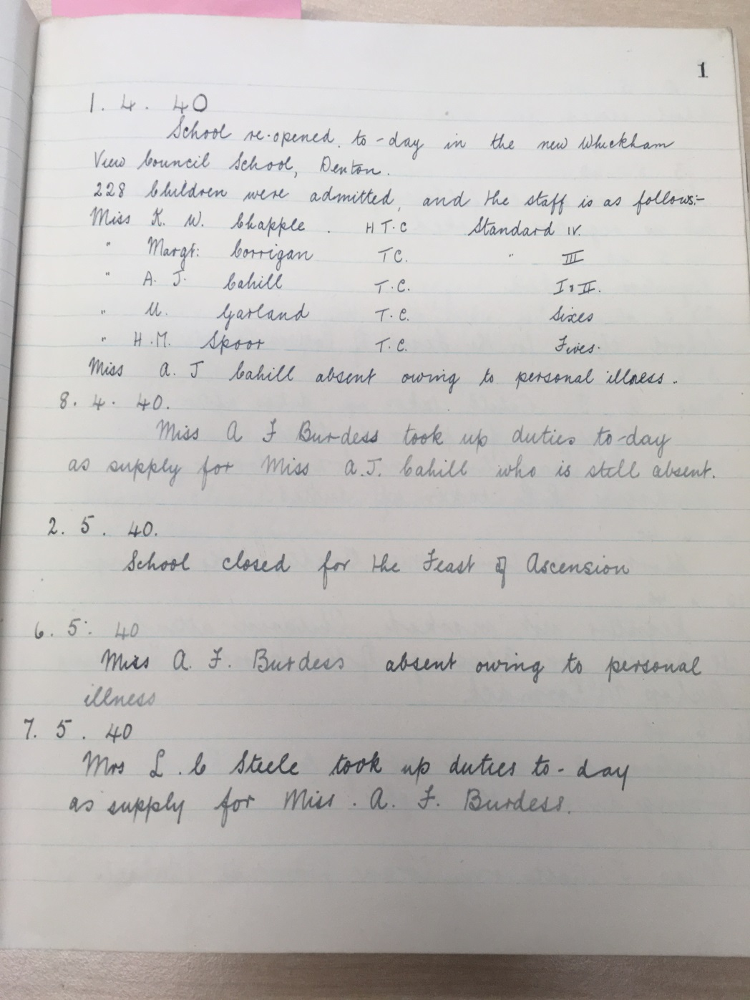 1
1. 4. 40
School re-opened to-day in the new Whickham
View Council School, Denton.
228 Children were admitted, and the staff is as follows:-
Miss K. W. Chapple. H T.C Standard IV.
" Margt: Corrigan T C. " III
" A. J. Cahill T.C. I & II.
" M. Garland T.C. Sixes
" H.M. Spoor T.C. Fives.
Miss A. J Cahill absent owing to personal illness.
8. 4. 40.
Miss A F Burdess took up duties to-day
as supply for Miss A.J. Cahill who is still absent.
2. 5. 40.
School closed for the Feast of Ascension
6. 5. 40
Miss A. F. Burdess absent owing to personal
illness
7. 5. 40
Mrs L. C Steele took up duties to-day
as supply for Miss. A. F. Burdess.